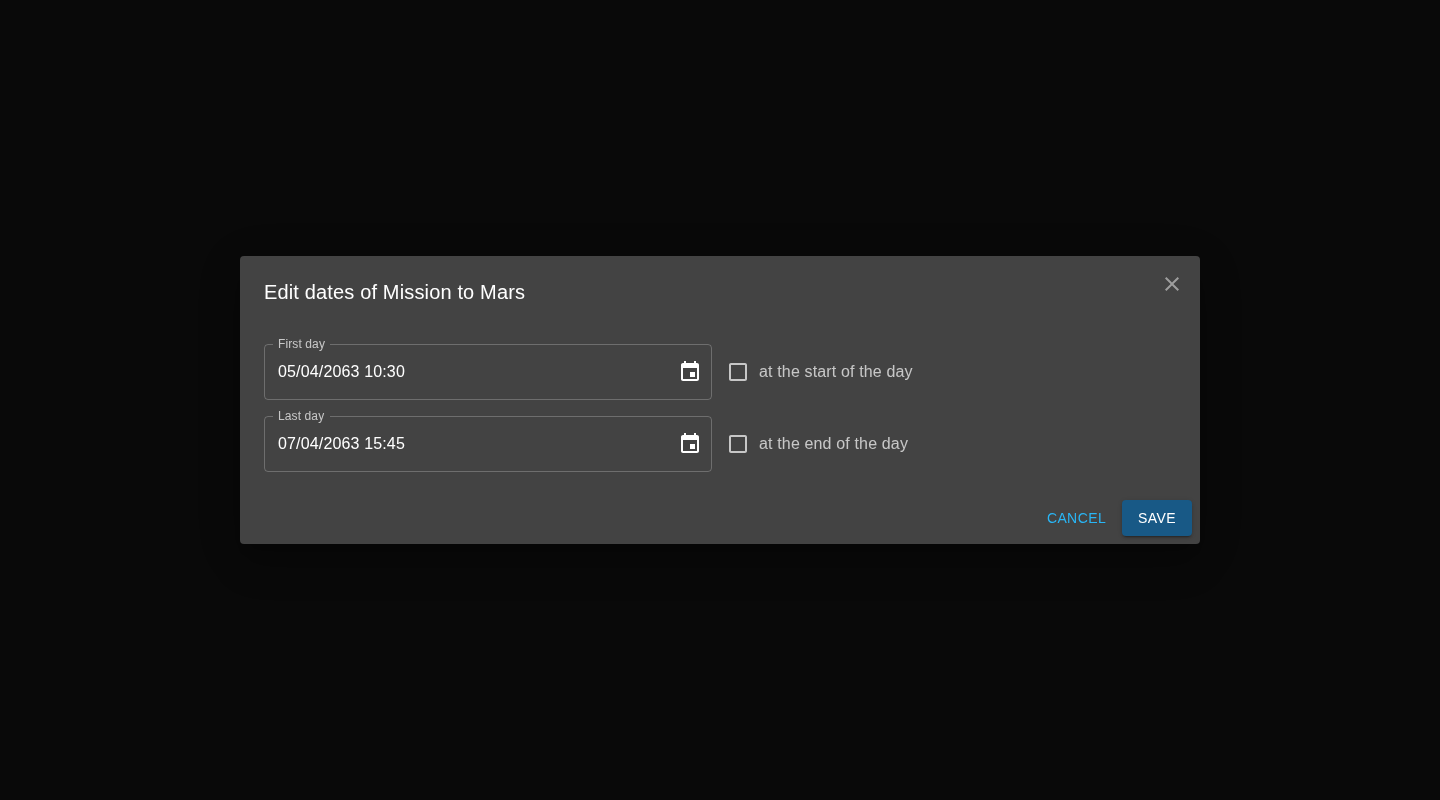 Edit dates of Mission to Mars
First day
05/04/2063 10:30
at the start of the day
Last day
07/04/2063 15:45
at the end of the day
CANCEL
SAVE